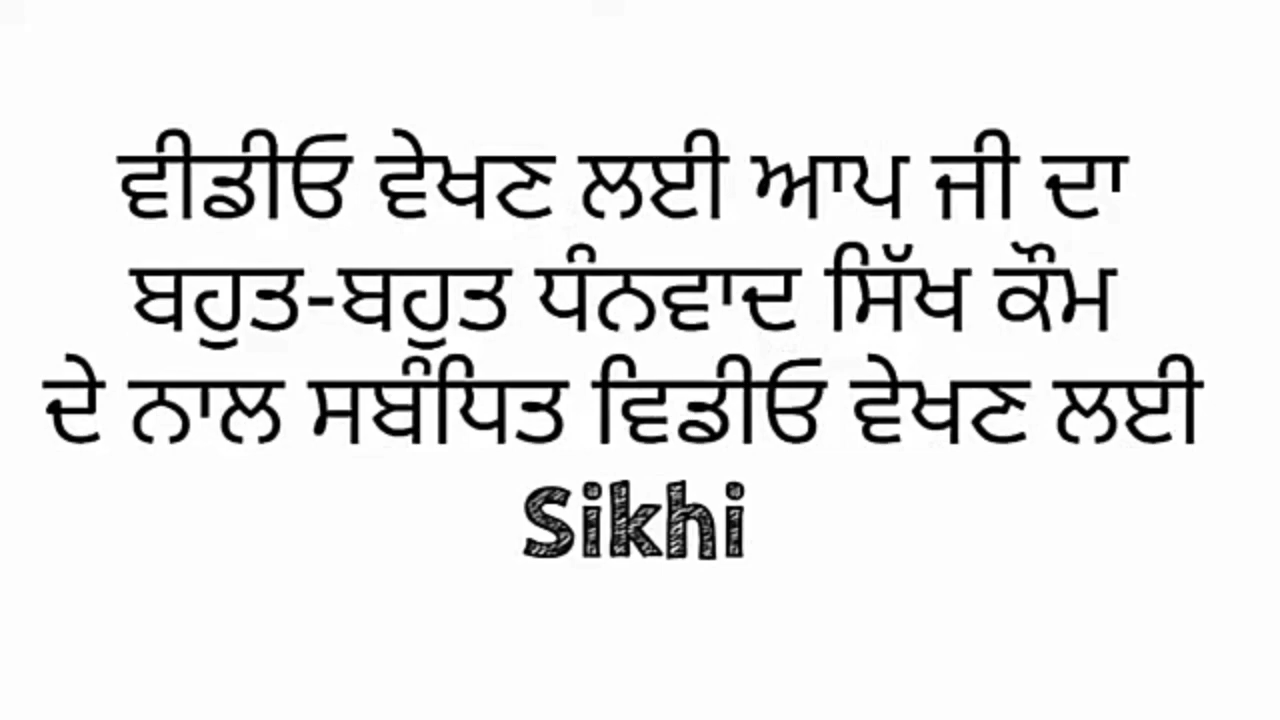 ਵੀਡੀਓ ਵੇਖਣ ਲਈ ਆਪ ਜੀ ਦਾ
ਬਹੁਤ-ਬਹੁਤ ਧੰਨਵਾਦ ਸਿੱਖ ਕੌਮ
ਦੇ ਨਾਲ ਸਬੰਧਿਤ ਵਿਡੀਓ ਵੇਖਣ ਲਈ
Sikhi